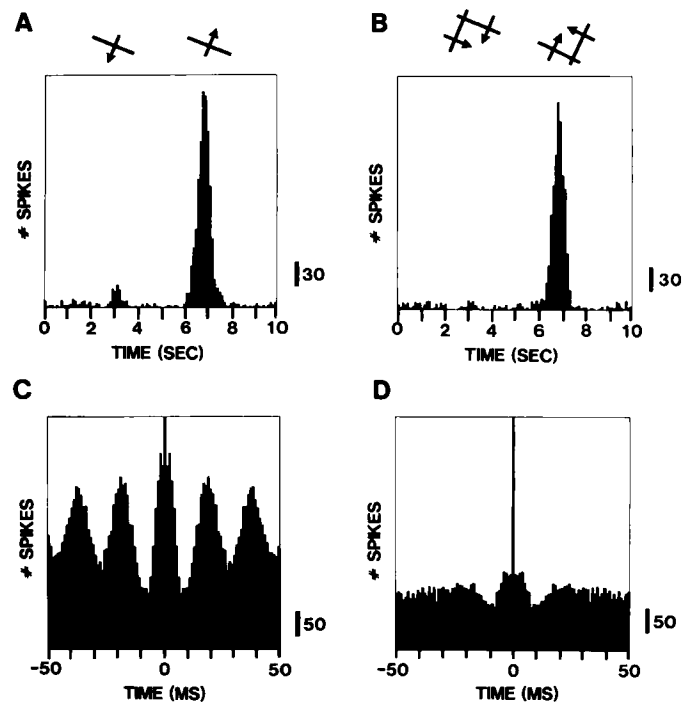 A
# SPIKES
30
0 2 4 6 8 10
TIME (SEC)
B
# SPIKES
30
0 2 4 6 8 10
TIME (SEC)
C
# SPIKES
50
-50 0 50
TIME (MS)
D
# SPIKES
50
-50 0 50
TIME (MS)